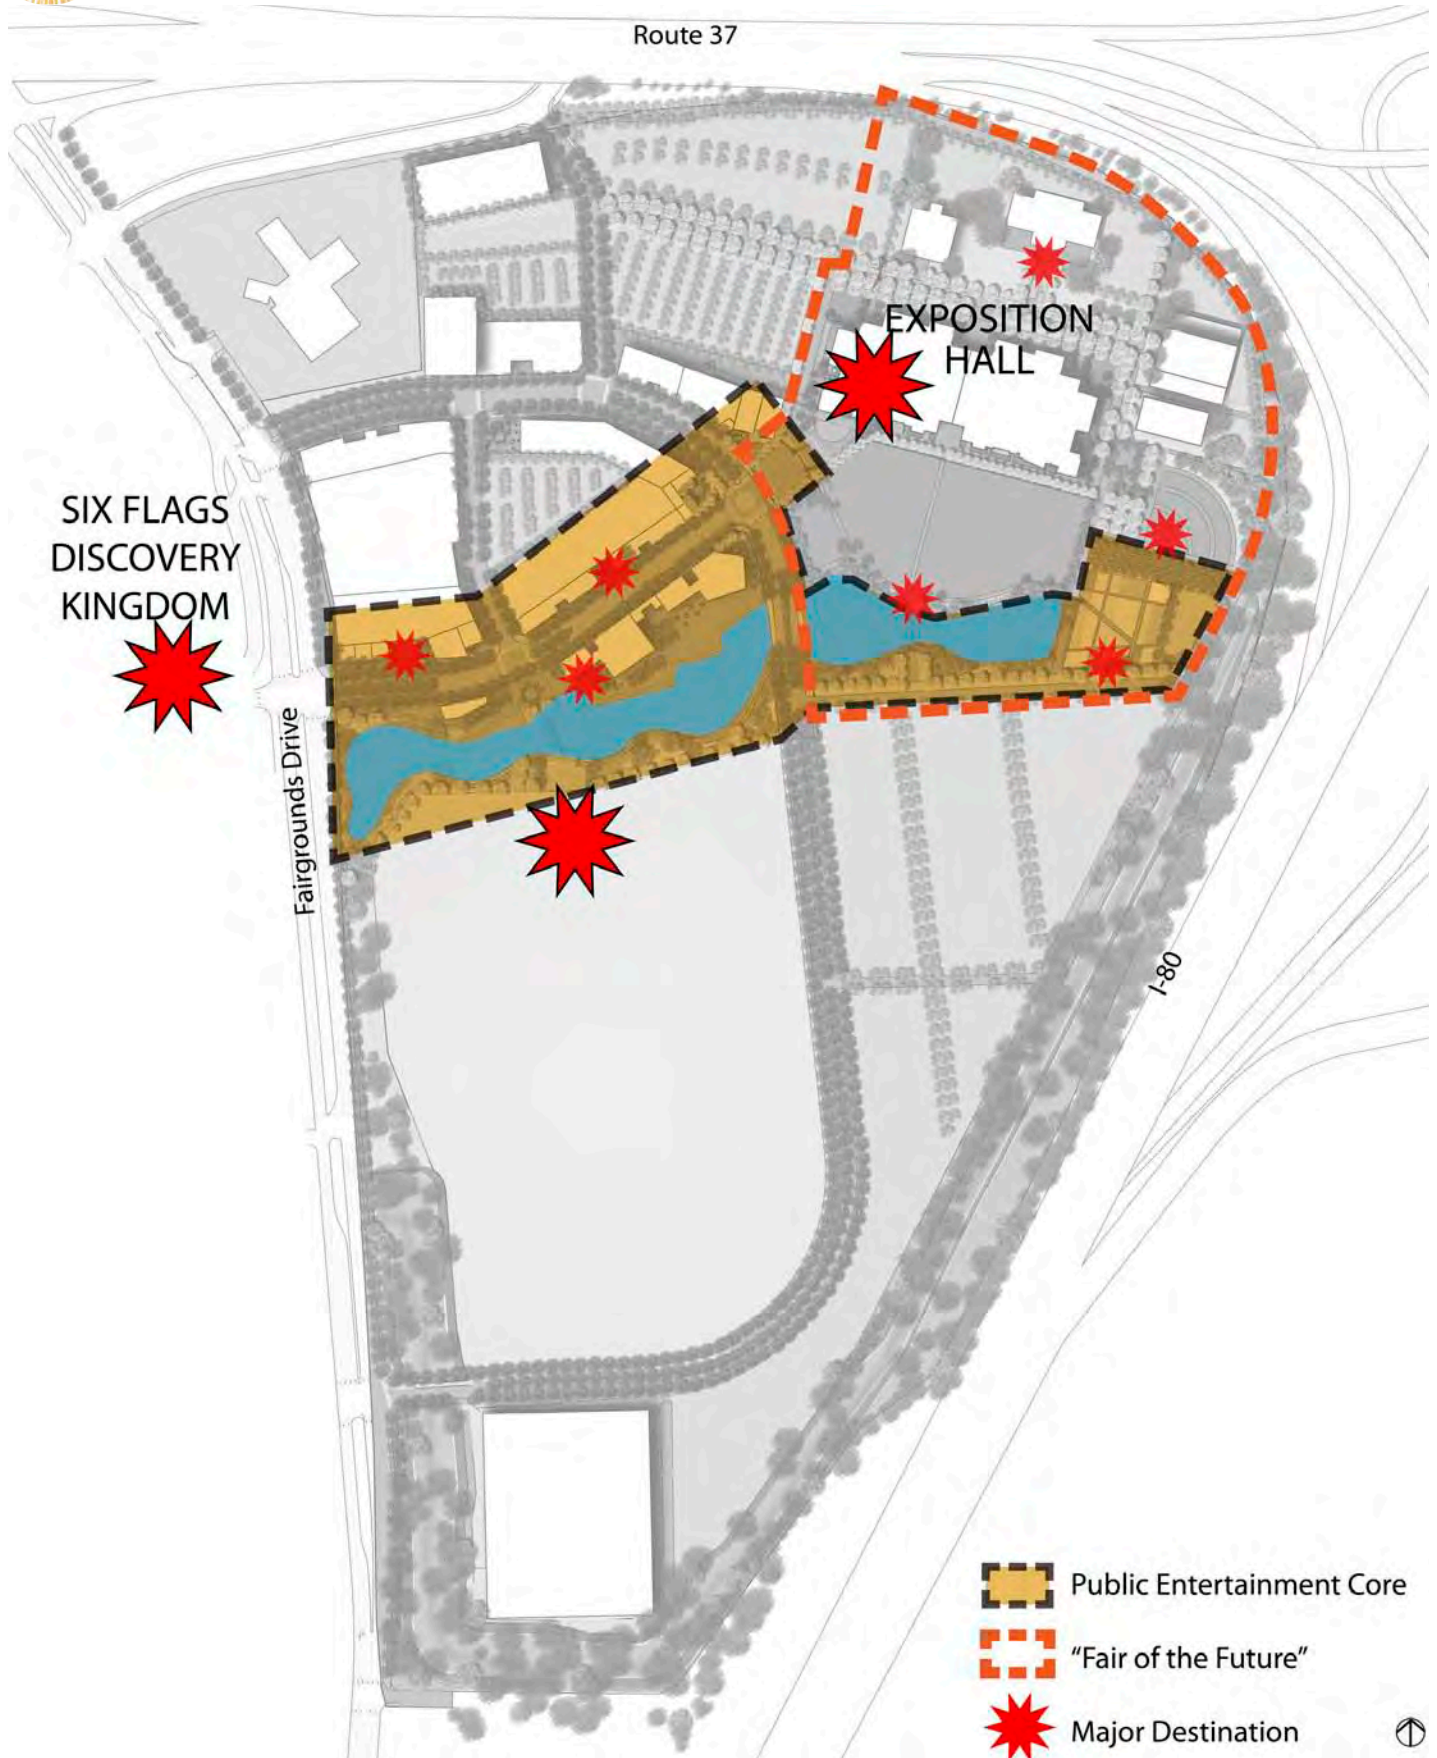 Route 37
EXPOSITION
HALL
SIX FLAGS
DISCOVERY
KINGDOM
Fairgrounds Drive
I-80
Public Entertainment Core
“Fair of the Future”
Major Destination